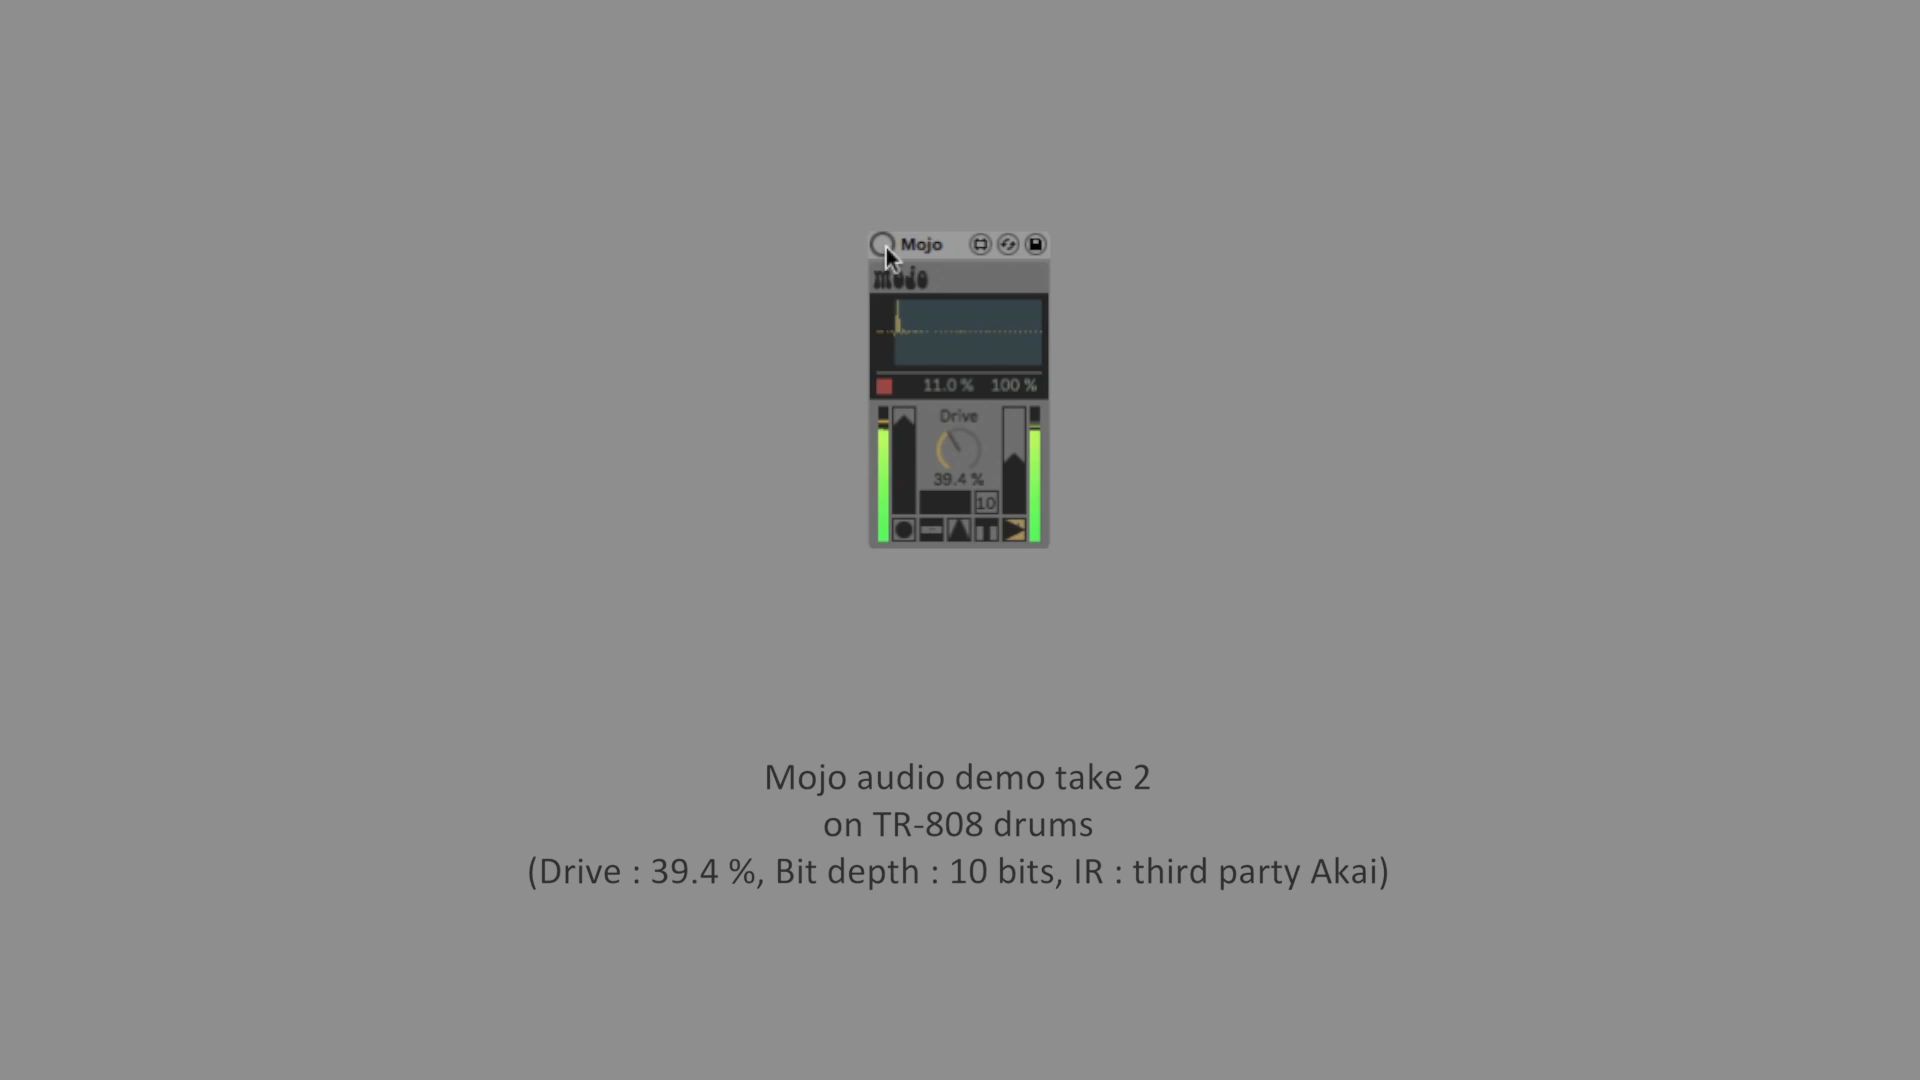 Mojo
mojo
11.0 % 100 %
Drive
39.4 %
10
Mojo audio demo take 2
on TR-808 drums
(Drive : 39.4 %, Bit depth : 10 bits, IR : third party Akai)